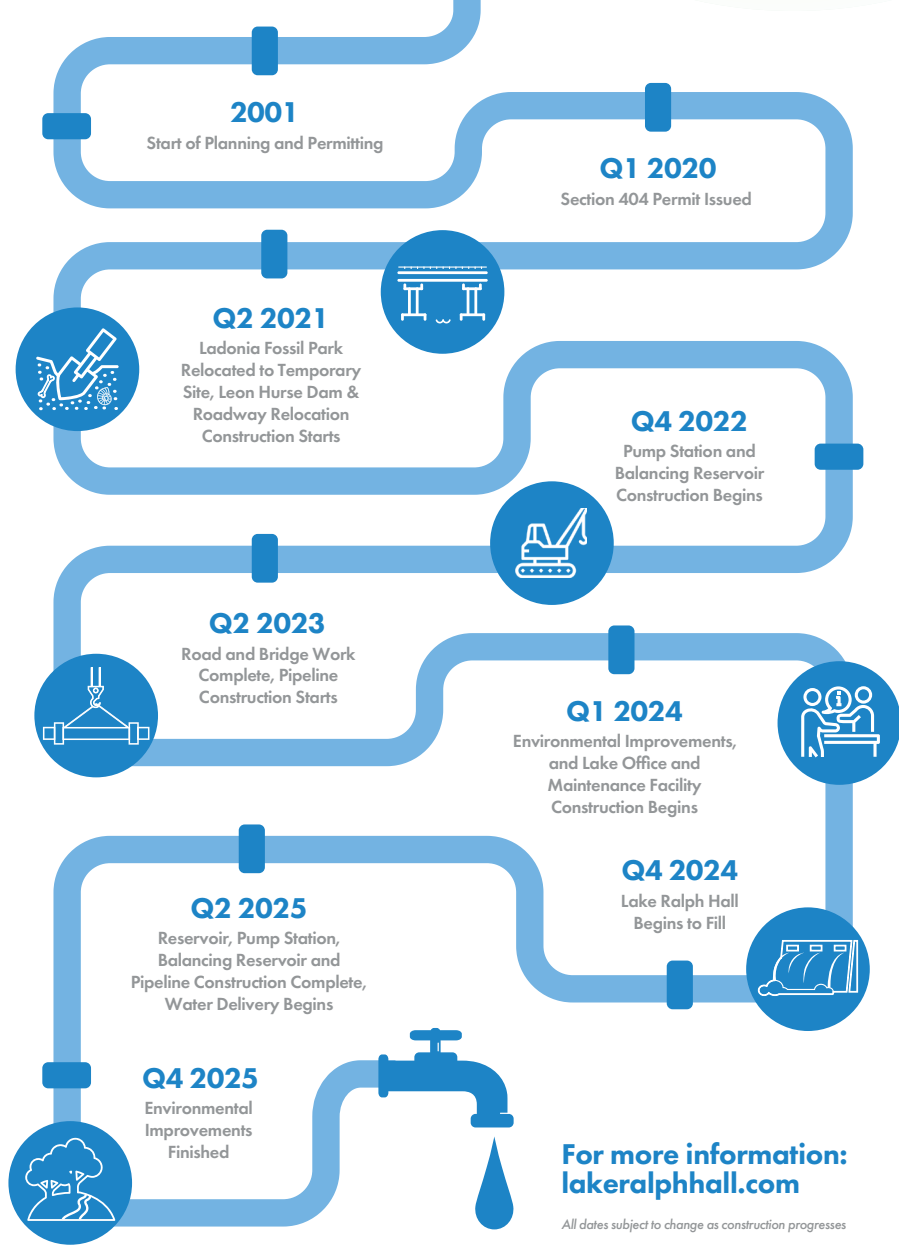 2001
Start of Planning and Permitting
Q1 2020
Section 404 Permit Issued
Q2 2021
Ladonia Fossil Park
Relocated to Temporary
Site, Leon Hurse Dam &
Roadway Relocation
Construction Starts
Q4 2022
Pump Station and
Balancing Reservoir
Construction Begins
Q2 2023
Road and Bridge Work
Complete, Pipeline
Construction Starts
Q1 2024
Environmental Improvements,
and Lake Office and
Maintenance Facility
Construction Begins
Q4 2024
Lake Ralph Hall
Begins to Fill
Q2 2025
Reservoir, Pump Station,
Balancing Reservoir and
Pipeline Construction Complete,
Water Delivery Begins
Q4 2025
Environmental
Improvements
Finished
For more information:
lakeralphhall.com
All dates subject to change as construction progresses